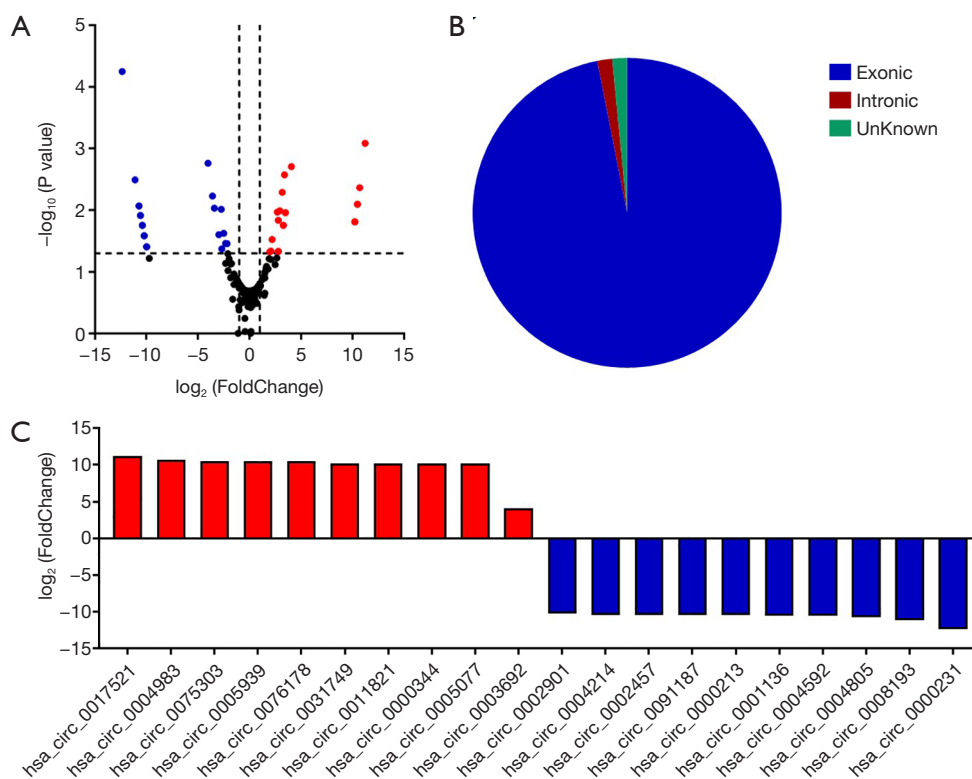 A
5
4
3
2
1
0
−log10 (P value)
−15
−10
−5
0
5
10
15
log2 (FoldChange)
B
Exonic
Intronic
UnKnown
C
15
10
5
0
−5
−10
−15
log2 (FoldChange)
hsa_circ_0017521
hsa_circ_0004983
hsa_circ_0075303
hsa_circ_0005939
hsa_circ_0076178
hsa_circ_0031749
hsa_circ_0011821
hsa_circ_0000344
hsa_circ_0005077
hsa_circ_0003692
hsa_circ_0002901
hsa_circ_0004214
hsa_circ_0002457
hsa_circ_0091187
hsa_circ_0000213
hsa_circ_0001136
hsa_circ_0004592
hsa_circ_0004805
hsa_circ_0008193
hsa_circ_0000231